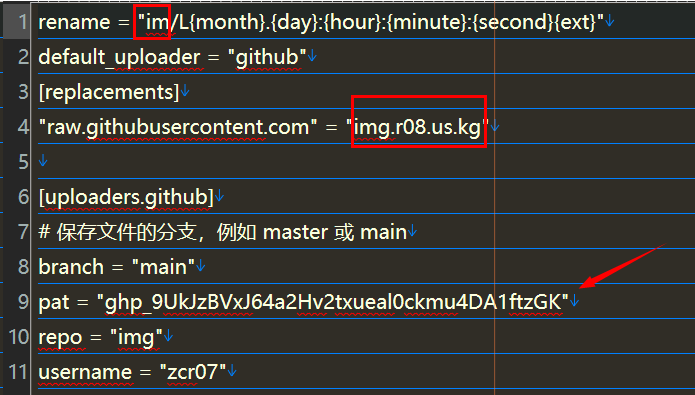 1 rename = "im/L{month}.{day}:{hour}:{minute}:{second}{ext}"
2 default_uploader = "github"
3 [replacements]
4 "raw.githubusercontent.com" = "img.r08.us.kg"
5
6 [uploaders.github]
7 # 保存文件的分支，例如 master 或 main
8 branch = "main"
9 pat = "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"
10 repo = "img"
11 username = "zcr07"